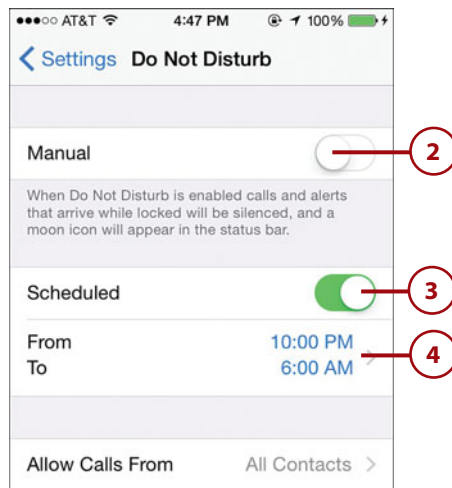 AT&T 4:47 PM 100%
Settings Do Not Disturb
Manual
2
When Do Not Disturb is enabled calls and alerts
that arrive while locked will be silenced, and a
moon icon will appear in the status bar.
Scheduled
3
From 10:00 PM
To 6:00 AM
4
Allow Calls From All Contacts